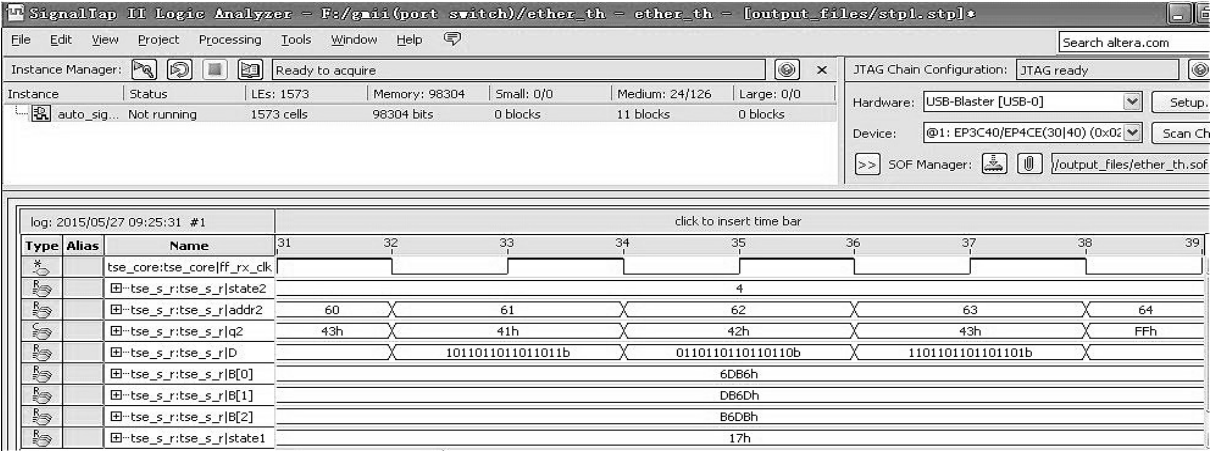 SignalTap II Logic Analyzer - F:/gmii(port switch)/ether_th - ether_th - [output_files/stp1.stp]*
File Edit View Project Processing Tools Window Help
Search altera.com
Instance Manager: Ready to acquire
JTAG Chain Configuration: JTAG ready
Instance Status LEs: 1573 Memory: 98304 Small: 0/0 Medium: 24/126 Large: 0/0
auto_sig... Not running 1573 cells 98304 bits 0 blocks 11 blocks 0 blocks
Hardware: USB-Blaster [USB-0] Setup.
Device: @1: EP3C40/EP4CE(30|40) (0x02 Scan Ch
>> SOF Manager: /output_files/ether_th.sof
log: 2015/05/27 09:25:31 #1 click to insert time bar
Type Alias Name 31 32 33 34 35 36 37 38 39
tse_core:tse_core|ff_rx_clk
tse_s_r:tse_s_r|state2 4
tse_s_r:tse_s_r|addr2 60 61 62 63 64
tse_s_r:tse_s_r|q2 43h 41h 42h 43h FFh
tse_s_r:tse_s_r|D 1011011011011011b 0110110110110110b 1101101101101101b
tse_s_r:tse_s_r|B[0] 6DB6h
tse_s_r:tse_s_r|B[1] DB6Dh
tse_s_r:tse_s_r|B[2] B6DBh
tse_s_r:tse_s_r|state1 17h